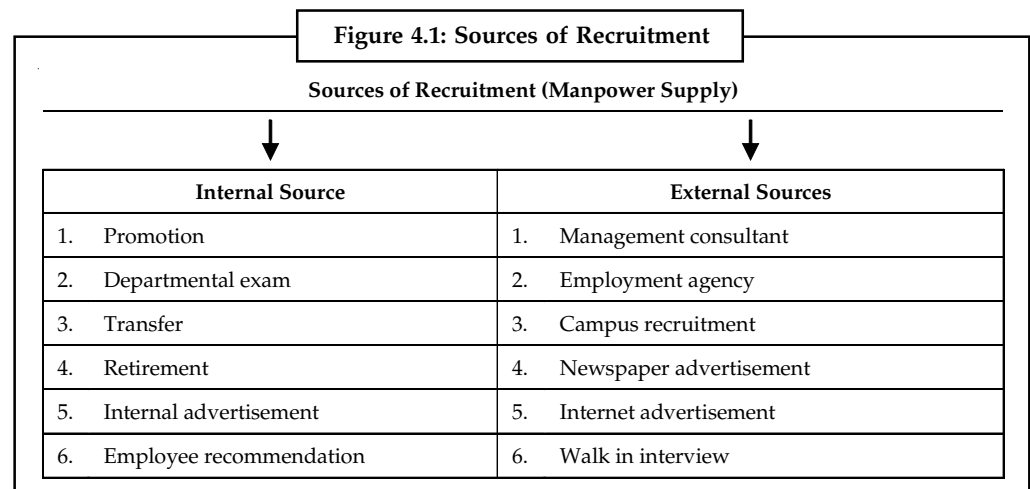 Figure 4.1: Sources of Recruitment
Sources of Recruitment (Manpower Supply)
Internal Source External Sources
1. Promotion 1. Management consultant
2. Departmental exam 2. Employment agency
3. Transfer 3. Campus recruitment
4. Retirement 4. Newspaper advertisement
5. Internal advertisement 5. Internet advertisement
6. Employee recommendation 6. Walk in interview